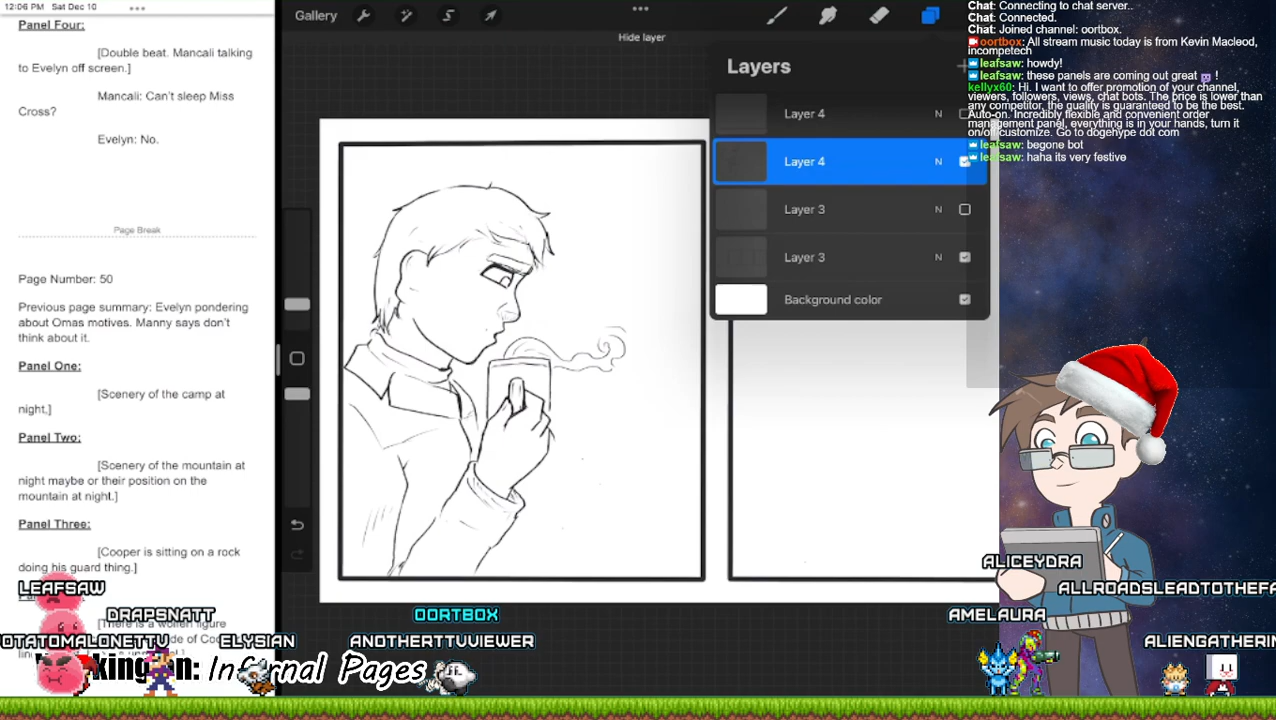 12:06 PM Sat Dec 10
Panel Four:
[Double beat. Mancali talking
to Evelyn off screen.]
Mancali: Can't sleep Miss
Cross?
Evelyn: No.
Page Break
Page Number: 50
Previous page summary: Evelyn pondering
about Omas motives. Manny says don't
think about it.
Panel One:
[Scenery of the camp at
night.]
Panel Two:
[Scenery of the mountain at
night maybe or their position on the
mountain at night.]
Panel Three:
[Cooper is sitting on a rock
doing his guard thing.]
[There is a
figure
Gallery
Hide layer
Layers
Layer 4 N
Layer 4 N
Layer 3 N
Layer 3 N
Background color
Chat: Connecting to chat server..
Chat: Connected.
Chat: Joined channel: oortbox.
oortbox: All stream music today is from Kevin Macleod,
incompetech
leafsaw: howdy!
leafsaw: these panels are coming out great !
kellyx60: Hi. I want to offer promotion of your channel,
viewers, followers, views, chat bots. The price is lower than
any competitor, the quality is guaranteed to be the best.
Auto-on. Incredibly flexible and convenient order
management panel, everything is in your hands, turn it
on/off/customize. Go to dogehype dot com
leafsaw: begone bot
leafsaw: haha its very festive
LEAFSAW
DRAPSNATT
OTATOMALONETTV
ELYSIAN
OORTBOX
ANOTHERTTVIEWER
ALICEYDRA
ALLROADSLEADTOTHEFA
AMELAURA
ALIENGATHERIN
king on: Infernal Pages